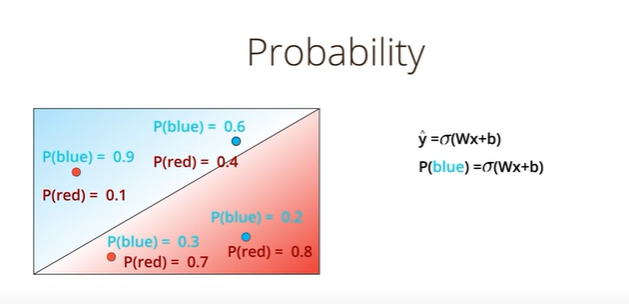 Probability
P(blue) = 0.6
P(blue) = 0.9
P(red) = 0.4
P(red) = 0.1
P(blue) = 0.2
P(blue) = 0.3
P(red) = 0.8
P(red) = 0.7
ŷ =σ(Wx+b)
P(blue) =σ(Wx+b)